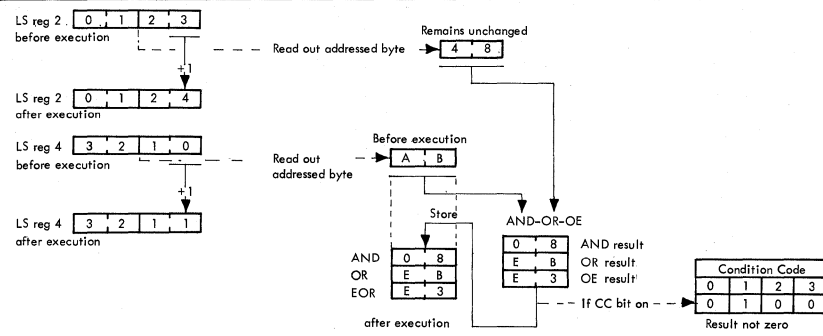 LS reg 2 0 1 2 3
before execution
Read out addressed byte
Remains unchanged
4 8
+1
LS reg 2 0 1 2 4
after execution
LS reg 4 3 2 1 0
before execution
Read out
addressed byte
Before execution
A B
+1
LS reg 4 3 2 1 1
after execution
Store
AND-OR-OE
0 8 AND result
E B OR result
E 3 OE result
AND 0 8
OR E B
EOR E 3
after execution
If CC bit on
Condition Code
0 1 2 3
0 1 0 0
Result not zero